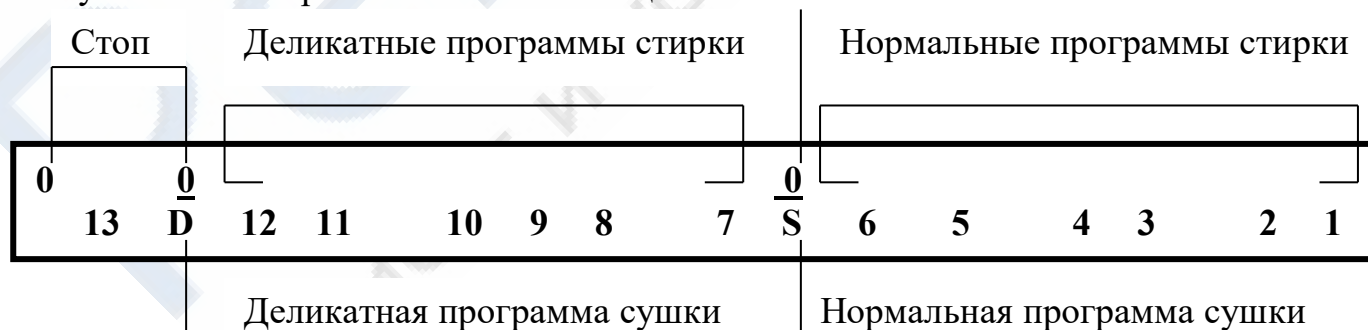 Стоп Деликатные программы стирки Нормальные программы стирки
0 0 0
13 D 12 11 10 9 8 7 S 6 5 4 3 2 1
Деликатная программа сушки Нормальная программа сушки